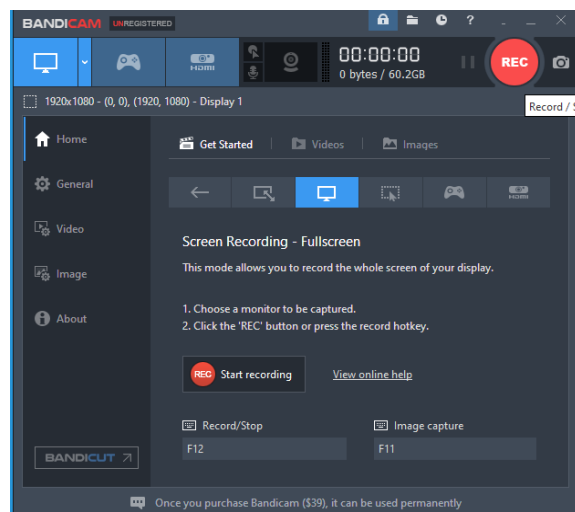 BANDICAM UNREGISTERED
?
HDMI
00:00:00
0 bytes / 60.2GB
REC
1920x1080 - (0, 0), (1920, 1080) - Display 1
Record / S
Home
Get Started
Videos
Images
General
HDMI
Video
Screen Recording - Fullscreen
This mode allows you to record the whole screen of your display.
Image
1. Choose a monitor to be captured.
About
2. Click the 'REC' button or press the record hotkey.
REC Start recording
View online help
Record/Stop
Image capture
F12
F11
BANDICUT
Once you purchase Bandicam ($39), it can be used permanently